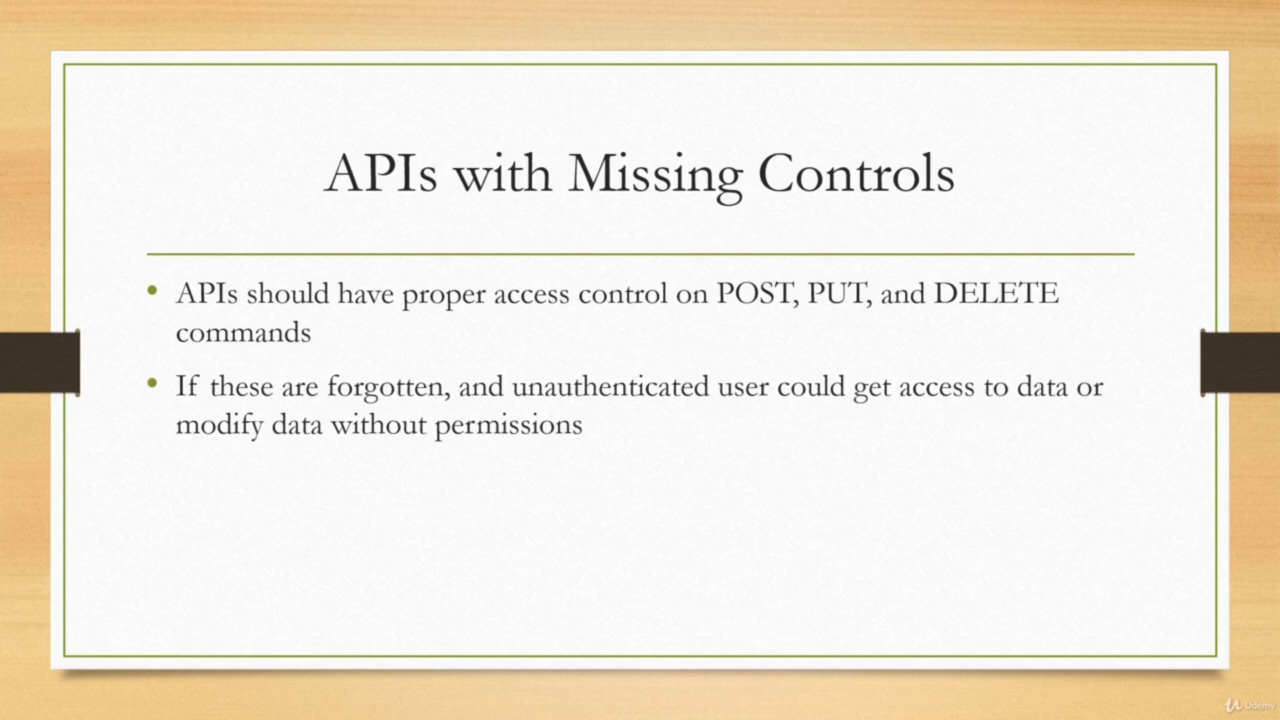 APIs with Missing Controls
• APIs should have proper access control on POST, PUT, and DELETE
commands
• If these are forgotten, and unauthenticated user could get access to data or
modify data without permissions
Udemy